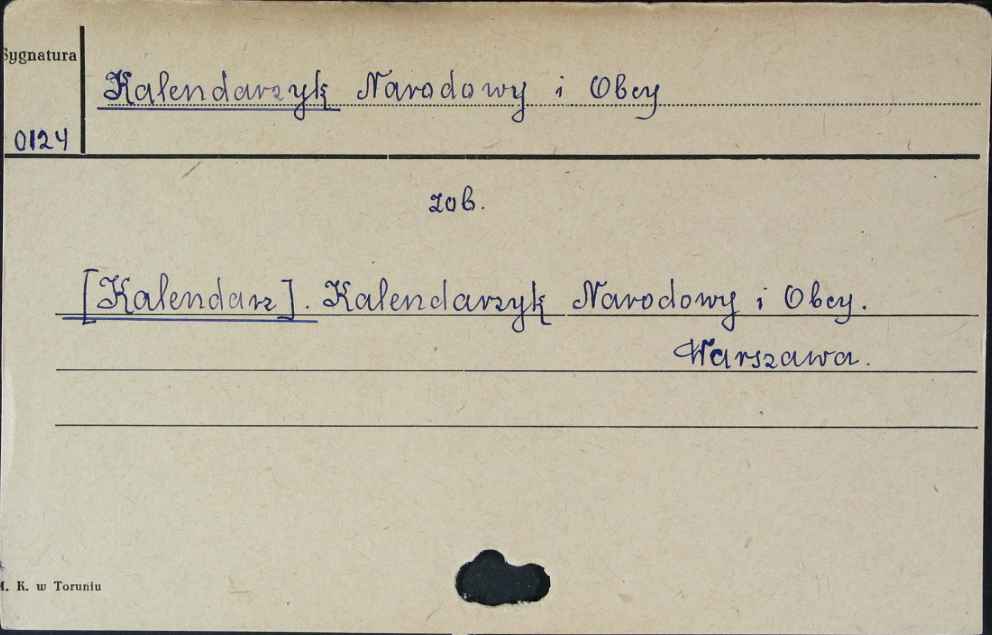 Sygnatura
Kalendarzyk Narodowy i Obcy
0124
zob.
[Kalendarz]. Kalendarzyk Narodowy i Obcy.
Warszawa.
M. K. w Toruniu